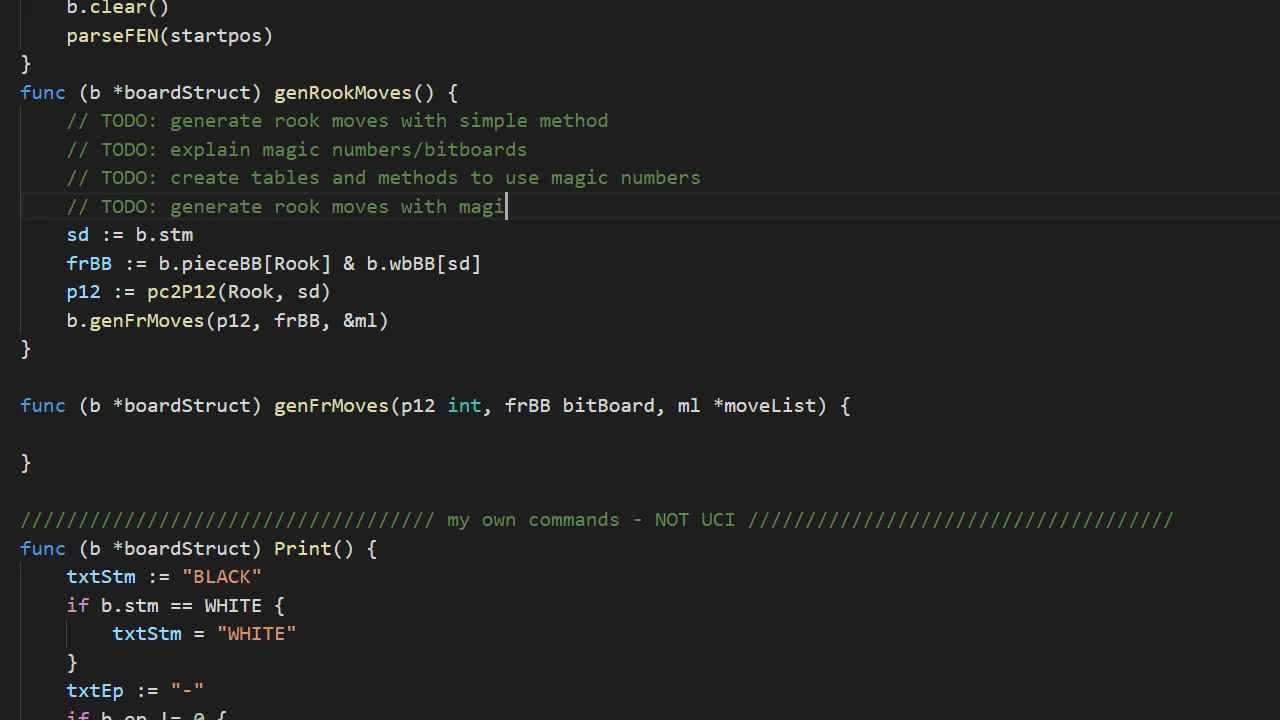 b.clear()
    parseFEN(startpos)
}
func (b *boardStruct) genRookMoves() {
    // TODO: generate rook moves with simple method
    // TODO: explain magic numbers/bitboards
    // TODO: create tables and methods to use magic numbers
    // TODO: generate rook moves with magi
    sd := b.stm
    frBB := b.pieceBB[Rook] & b.wbBB[sd]
    p12 := pc2P12(Rook, sd)
    b.genFrMoves(p12, frBB, &ml)
}

func (b *boardStruct) genFrMoves(p12 int, frBB bitBoard, ml *moveList) {

}

//////////////////////////////////// my own commands - NOT UCI /////////////////////////////////////
func (b *boardStruct) Print() {
    txtStm := "BLACK"
    if b.stm == WHITE {
        txtStm = "WHITE"
    }
    txtEp := "-"
    if b.ep != 0 {